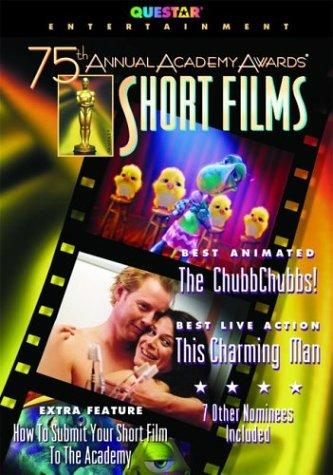 QUESTAR
ENTERTAINMENT
75th ANNUAL ACADEMY AWARDS®
SHORT FILMS
BEST ANIMATED
The ChubbChubbs!
BEST LIVE ACTION
This Charming Man
★ ★ ★ ★
EXTRA FEATURE
How To Submit Your Short Film
To The Academy
7 Other Nominees
Included